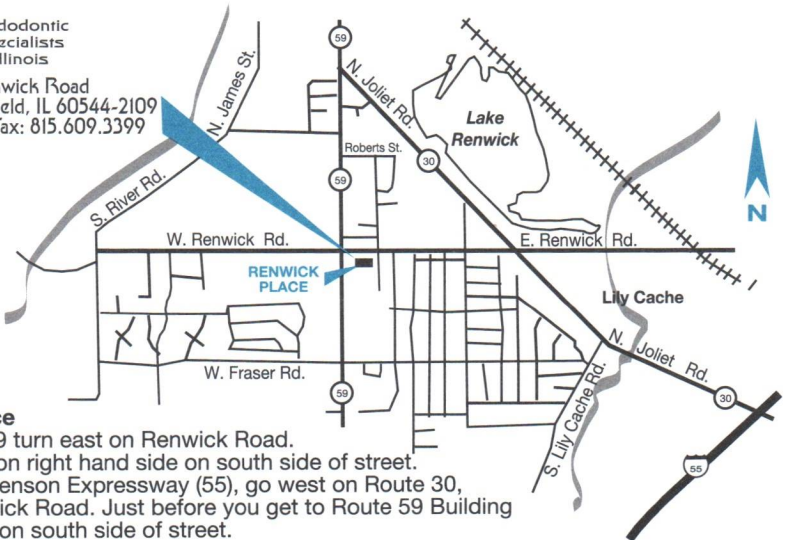 dodontic
ecialists
llinois
wick Road
eld, IL 60544-2109
Fax: 815.609.3399
N. James St.
S. River Rd.
59
N. Joliet Rd.
Lake
Renwick
Roberts St.
30
59
N
W. Renwick Rd.
E. Renwick Rd.
RENWICK
PLACE
Lily Cache
N. Joliet Rd.
W. Fraser Rd.
59
S. Lily Cache Rd.
30
55
ce
9 turn east on Renwick Road.
on right hand side on south side of street.
enson Expressway (55), go west on Route 30,
ick Road. Just before you get to Route 59 Building
on south side of street.